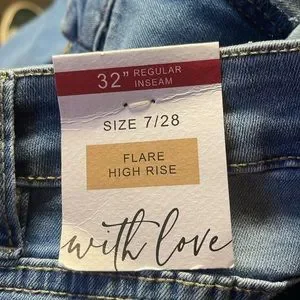 32" REGULAR
INSEAM
SIZE 7/28
FLARE
HIGH RISE
with love